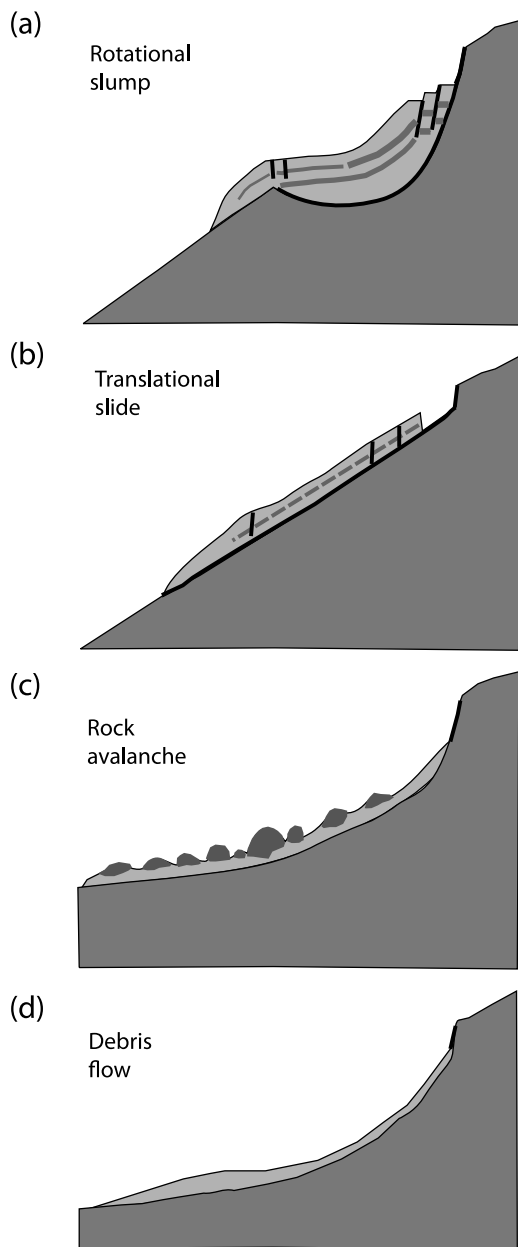 (a)
Rotational
slump
(b)
Translational
slide
(c)
Rock
avalanche
(d)
Debris
flow